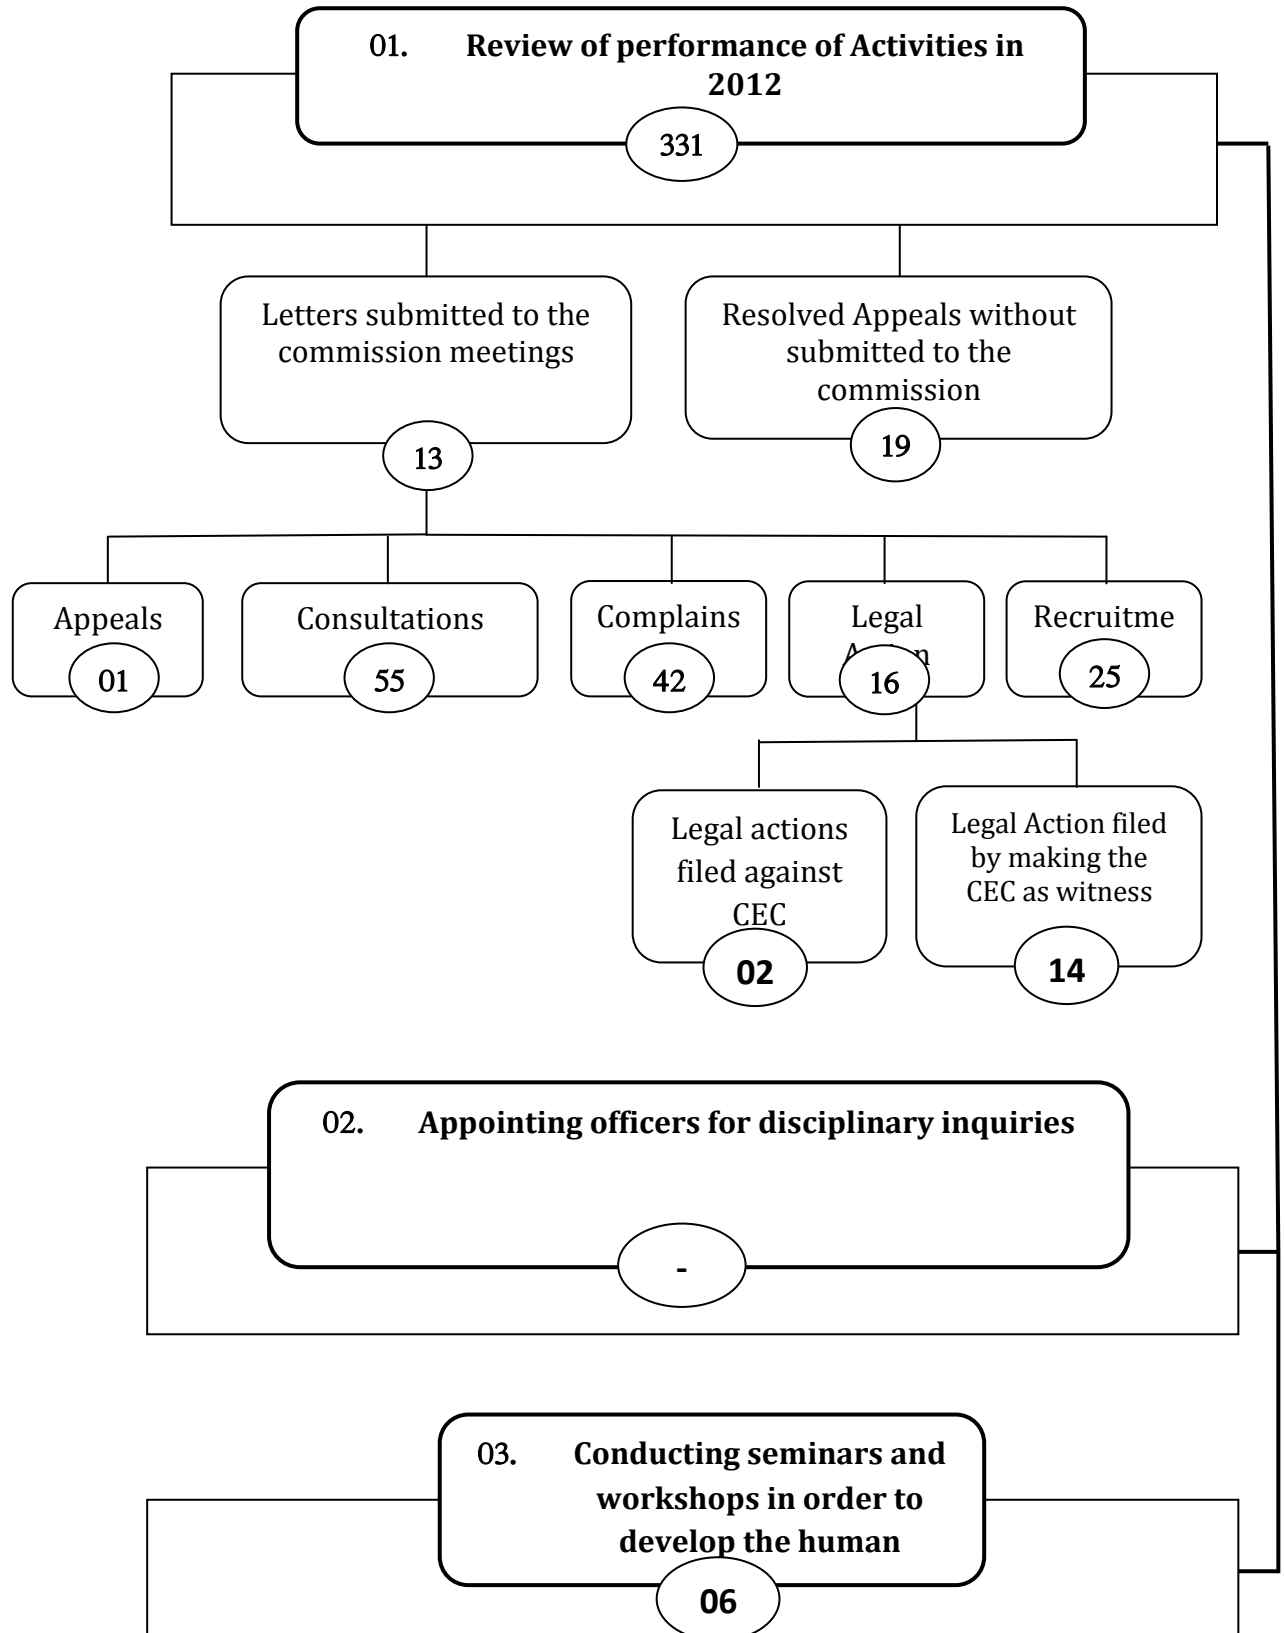 01. Review of performance of Activities in
2012
331
Letters submitted to the
commission meetings
13
Resolved Appeals without
submitted to the
commission
19
Appeals
01
Consultations
55
Complains
42
Legal
16
Recruitme
25
Legal actions
filed against
CEC
02
Legal Action filed
by making the
CEC as witness
14
02. Appointing officers for disciplinary inquiries
-
03. Conducting seminars and
workshops in order to
develop the human
06